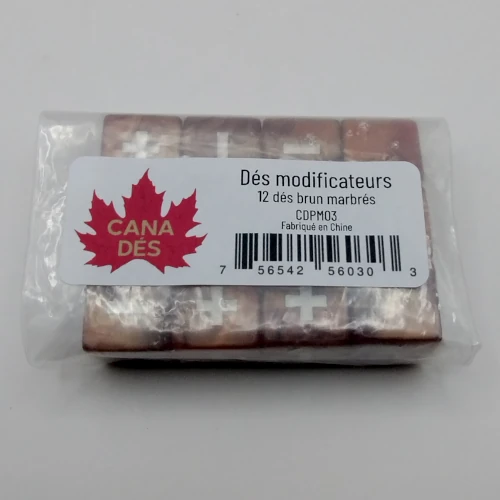 CANA
DÉS
Dés modificateurs
12 dés brun marbrés
CDPM03
Fabriqué en Chine
7 56542 56030 3